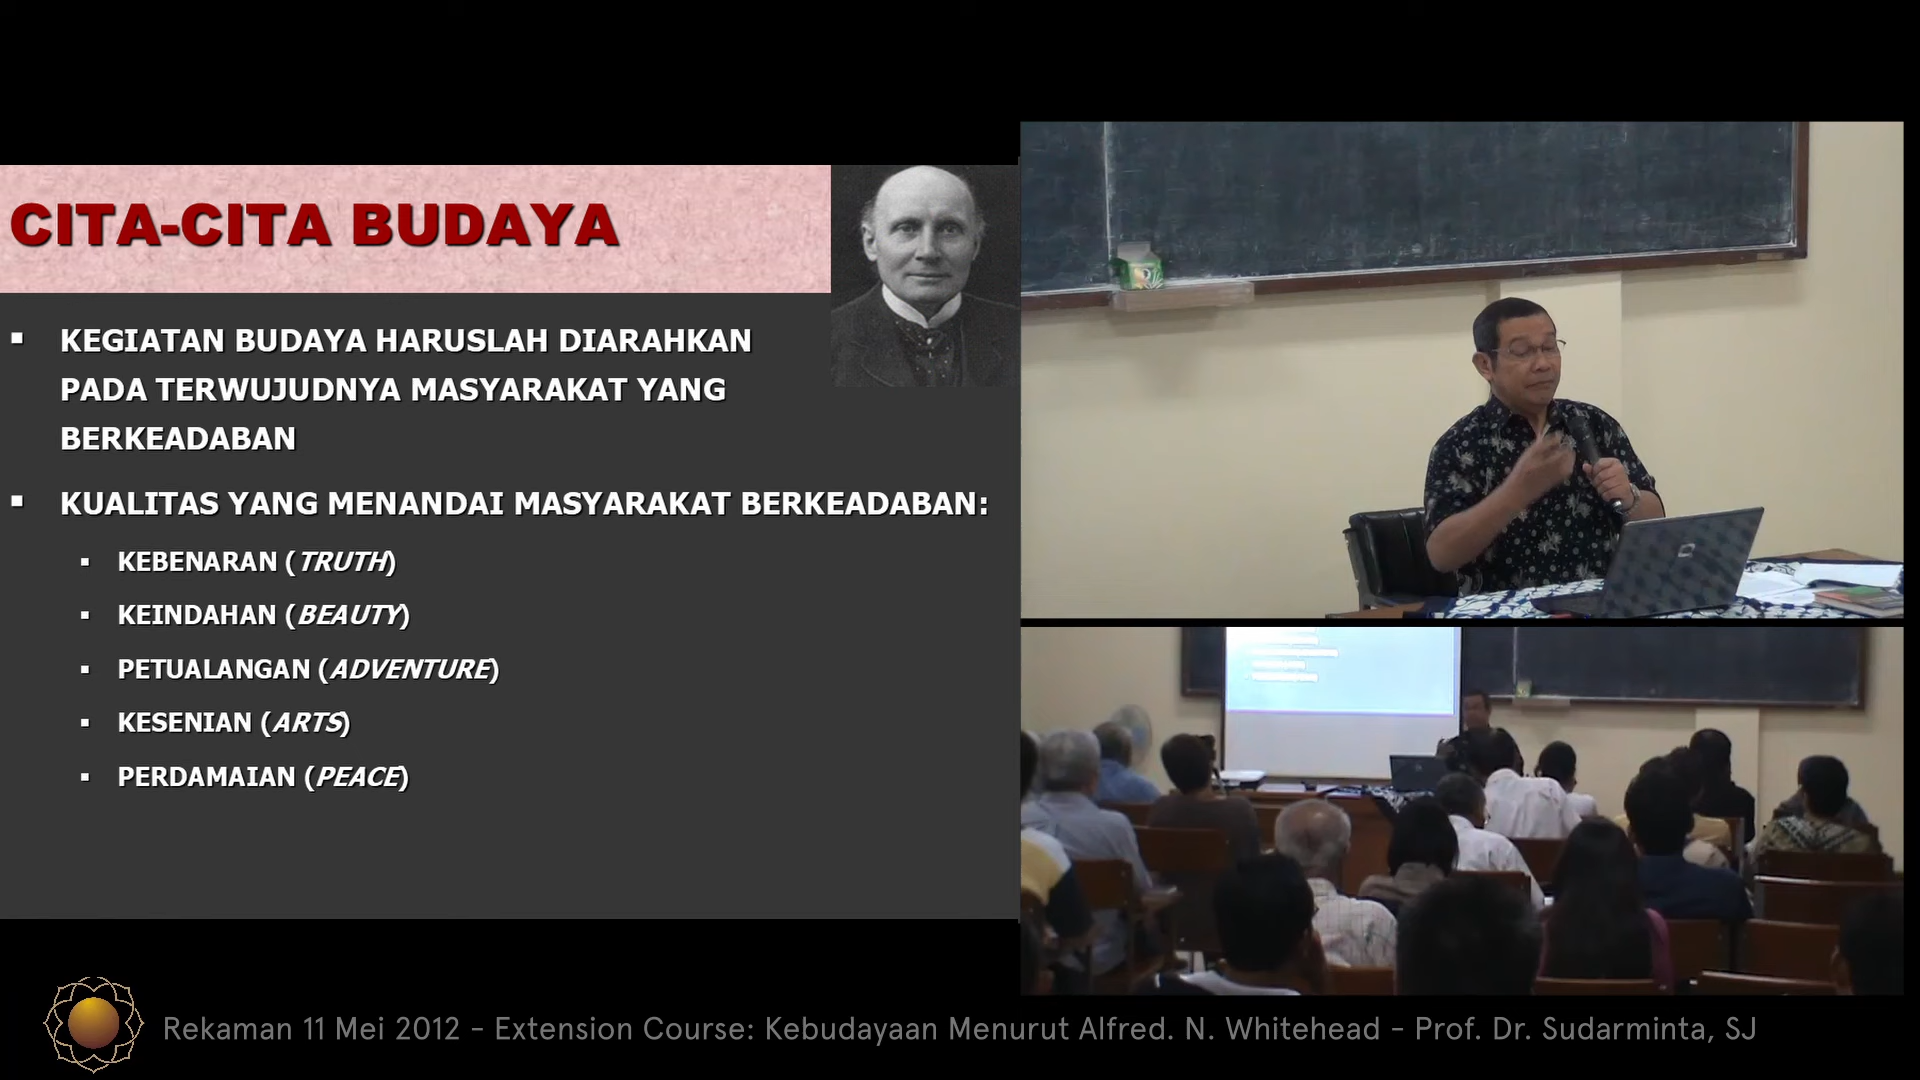 CITA-CITA BUDAYA
KEGIATAN BUDAYA HARUSLAH DIARAHKAN
PADA TERWUJUDNYA MASYARAKAT YANG
BERKEADABAN
KUALITAS YANG MENANDAI MASYARAKAT BERKEADABAN:
KEBENARAN (TRUTH)
KEINDAHAN (BEAUTY)
PETUALANGAN (ADVENTURE)
KESENIAN (ARTS)
PERDAMAIAN (PEACE)
Rekaman 11 Mei 2012 - Extension Course: Kebudayaan Menurut Alfred. N. Whitehead - Prof. Dr. Sudarminta, SJ